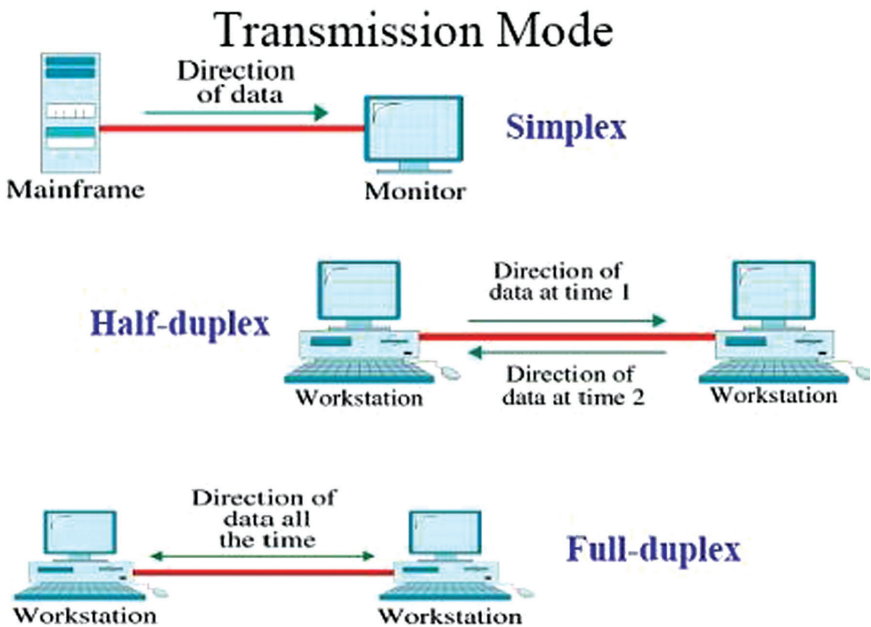 Transmission Mode
Direction
of data
Simplex
Mainframe
Monitor
Direction of
data at time 1
Half-duplex
Direction of
data at time 2
Workstation
Workstation
Direction of
data all
the time
Full-duplex
Workstation
Workstation